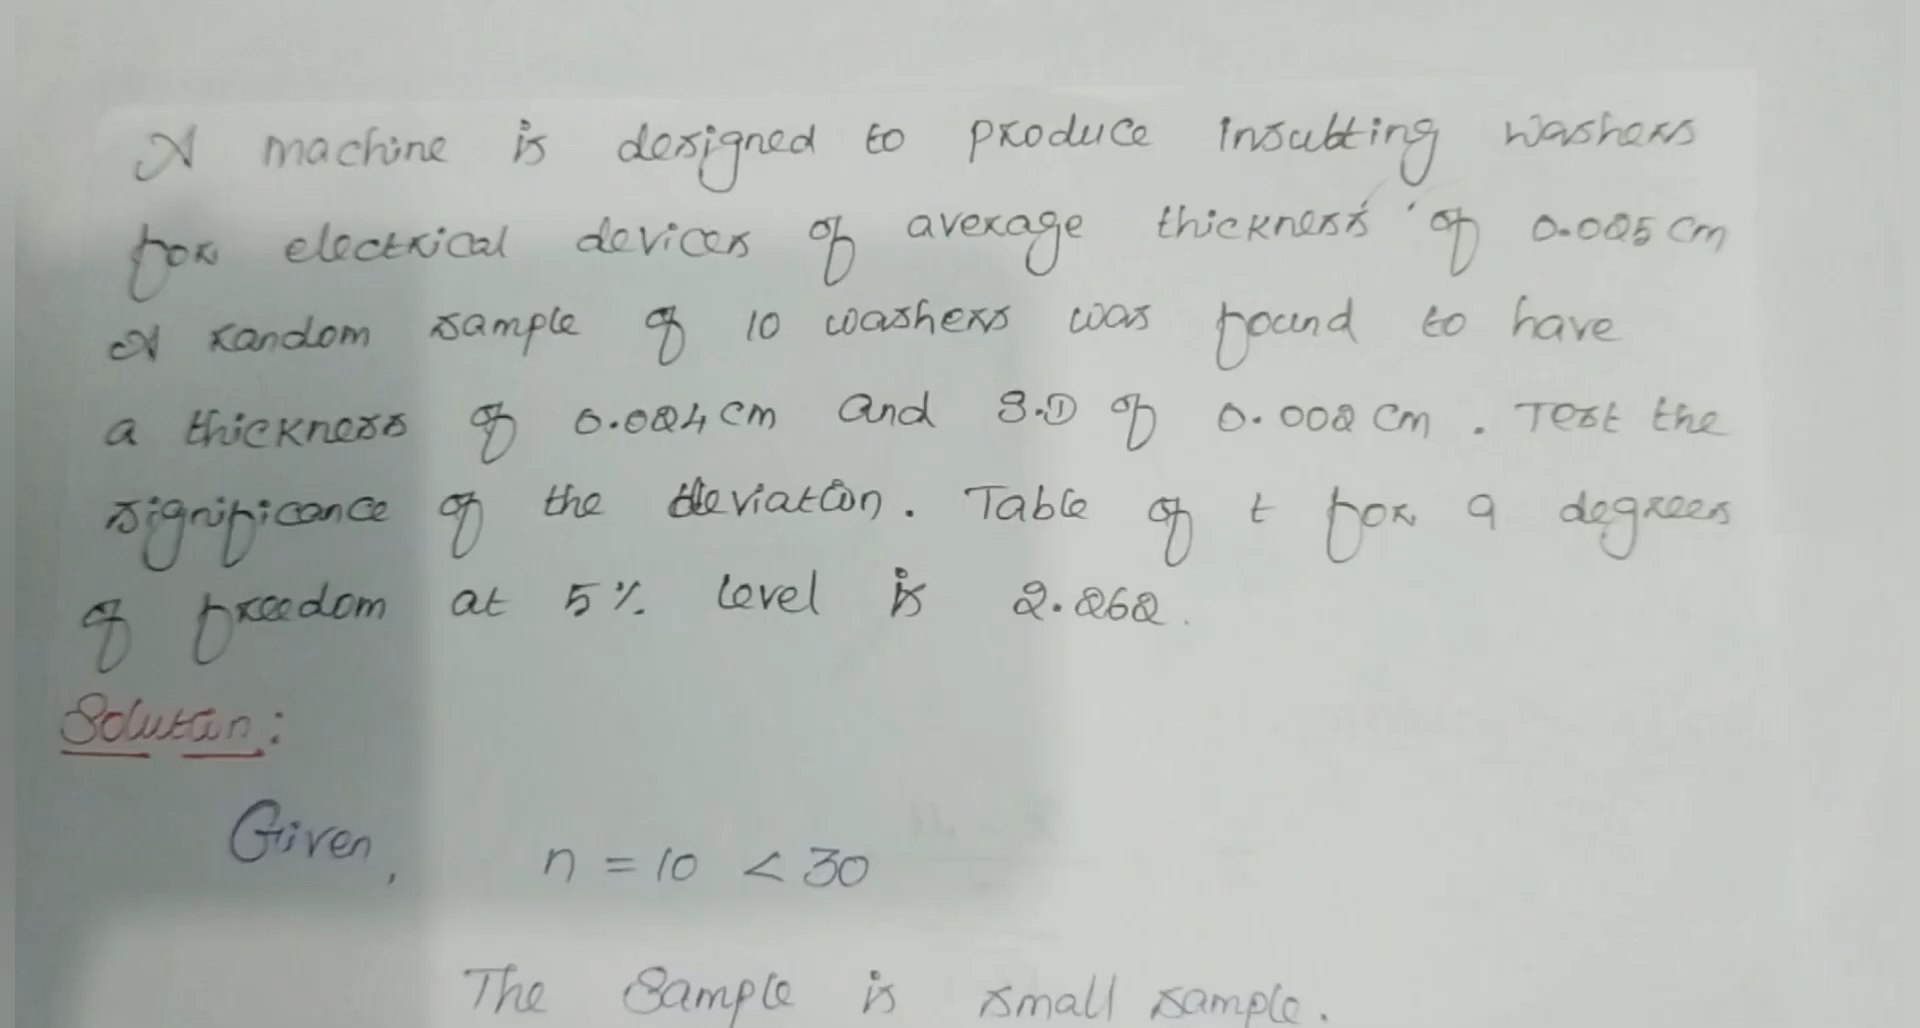 A machine is designed to produce insulting washers
for electrical devices of average thickness of 0.025 cm
A random sample of 10 washers was found to have
a thickness of 0.024 cm and S.D of 0.002 cm. Test the
significance of the deviation. Table of t for 9 degrees
of freedom at 5% level is 2.262.
Solution:
Given, n = 10 < 30
The Sample is small sample.